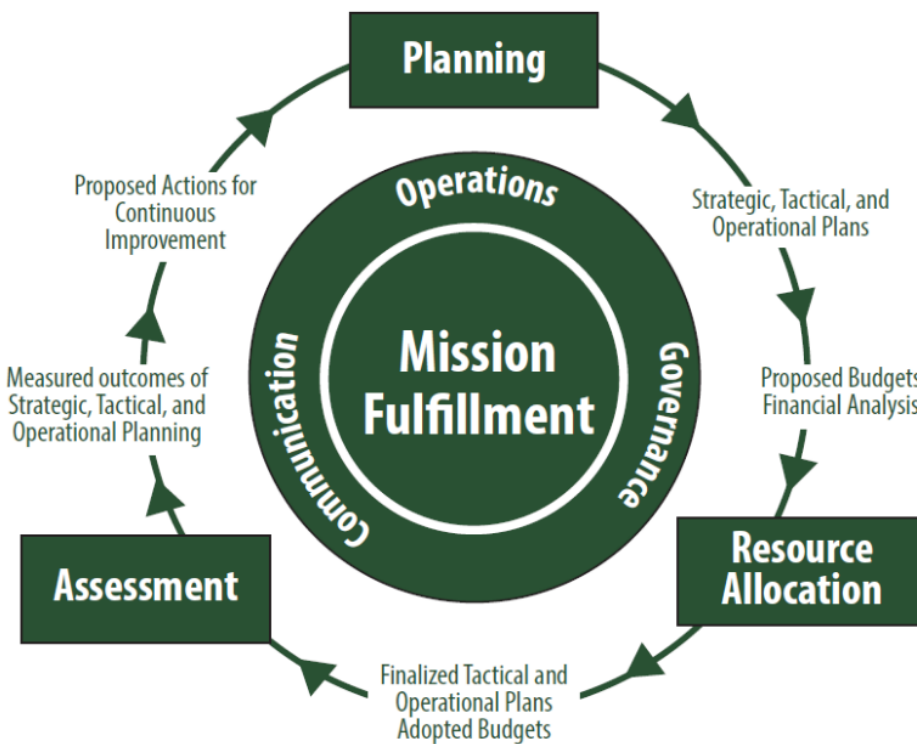 Planning
Strategic, Tactical, and
Operational Plans
Proposed Budgets
Financial Analysis
Resource
Allocation
Finalized Tactical and
Operational Plans
Adopted Budgets
Assessment
Measured outcomes of
Strategic, Tactical, and
Operational Planning
Proposed Actions for
Continuous
Improvement
Operations
Governance
Communication
Mission
Fulfillment